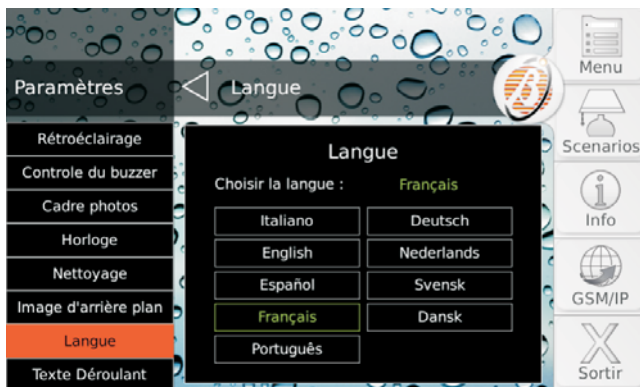 Paramètres
Langue
Rétroéclairage
Controle du buzzer
Cadre photos
Horloge
Nettoyage
Image d'arrière plan
Langue
Texte Déroulant
Langue
Choisir la langue :
Français
Italiano
Deutsch
English
Nederlands
Español
Svensk
Français
Dansk
Português
Menu
Scenarios
Info
GSM/IP
Sortir